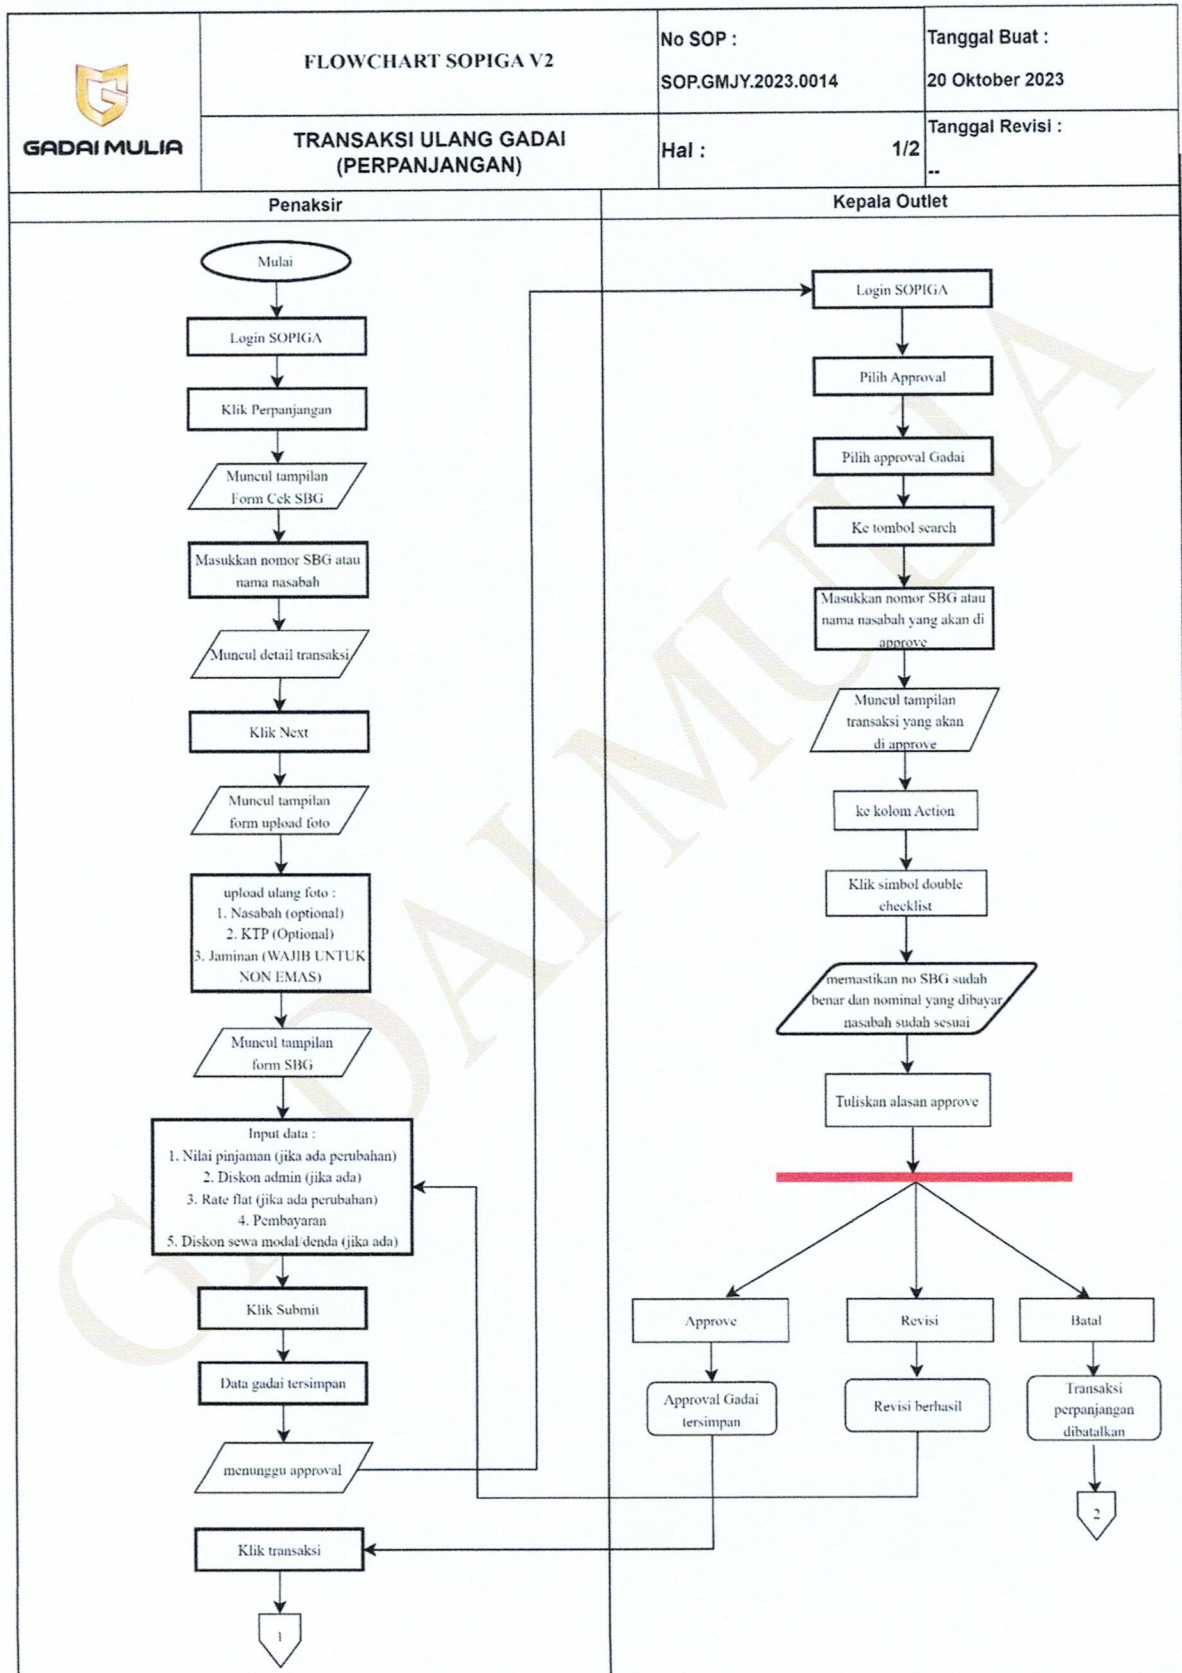 GADAI MULIA
FLOWCHART SOPIGA V2
No SOP :
SOP.GMJY.2023.0014
Tanggal Buat :
20 Oktober 2023
TRANSAKSI ULANG GADAI
(PERPANJANGAN)
Hal :
1/2
Tanggal Revisi :
--
Penaksir
Kepala Outlet
Mulai
Login SOPIGA
Klik Perpanjangan
Muncul tampilan
Form Cek SBG
Masukkan nomor SBG atau
nama nasabah
Muncul detail transaksi
Klik Next
Muncul tampilan
form upload foto
upload ulang foto :
1. Nasabah (optional)
2. KTP (Optional)
3. Jaminan (WAJIB UNTUK
NON EMAS)
Muncul tampilan
form SBG
Input data :
1. Nilai pinjaman (jika ada perubahan)
2. Diskon admin (jika ada)
3. Rate flat (jika ada perubahan)
4. Pembayaran
5. Diskon sewa modal/denda (jika ada)
Klik Submit
Data gadai tersimpan
menunggu approval
Klik transaksi
1
Login SOPIGA
Pilih Approval
Pilih approval Gadai
Ke tombol search
Masukkan nomor SBG atau
nama nasabah yang akan di
approve
Muncul tampilan
transaksi yang akan
di approve
ke kolom Action
Klik simbol double
checklist
memastikan no SBG sudah
benar dan nominal yang dibayar
nasabah sudah sesuai
Tuliskan alasan approve
Approve
Revisi
Batal
Approval Gadai
tersimpan
Revisi berhasil
Transaksi
perpanjangan
dibatalkan
2
GADAI MULIA